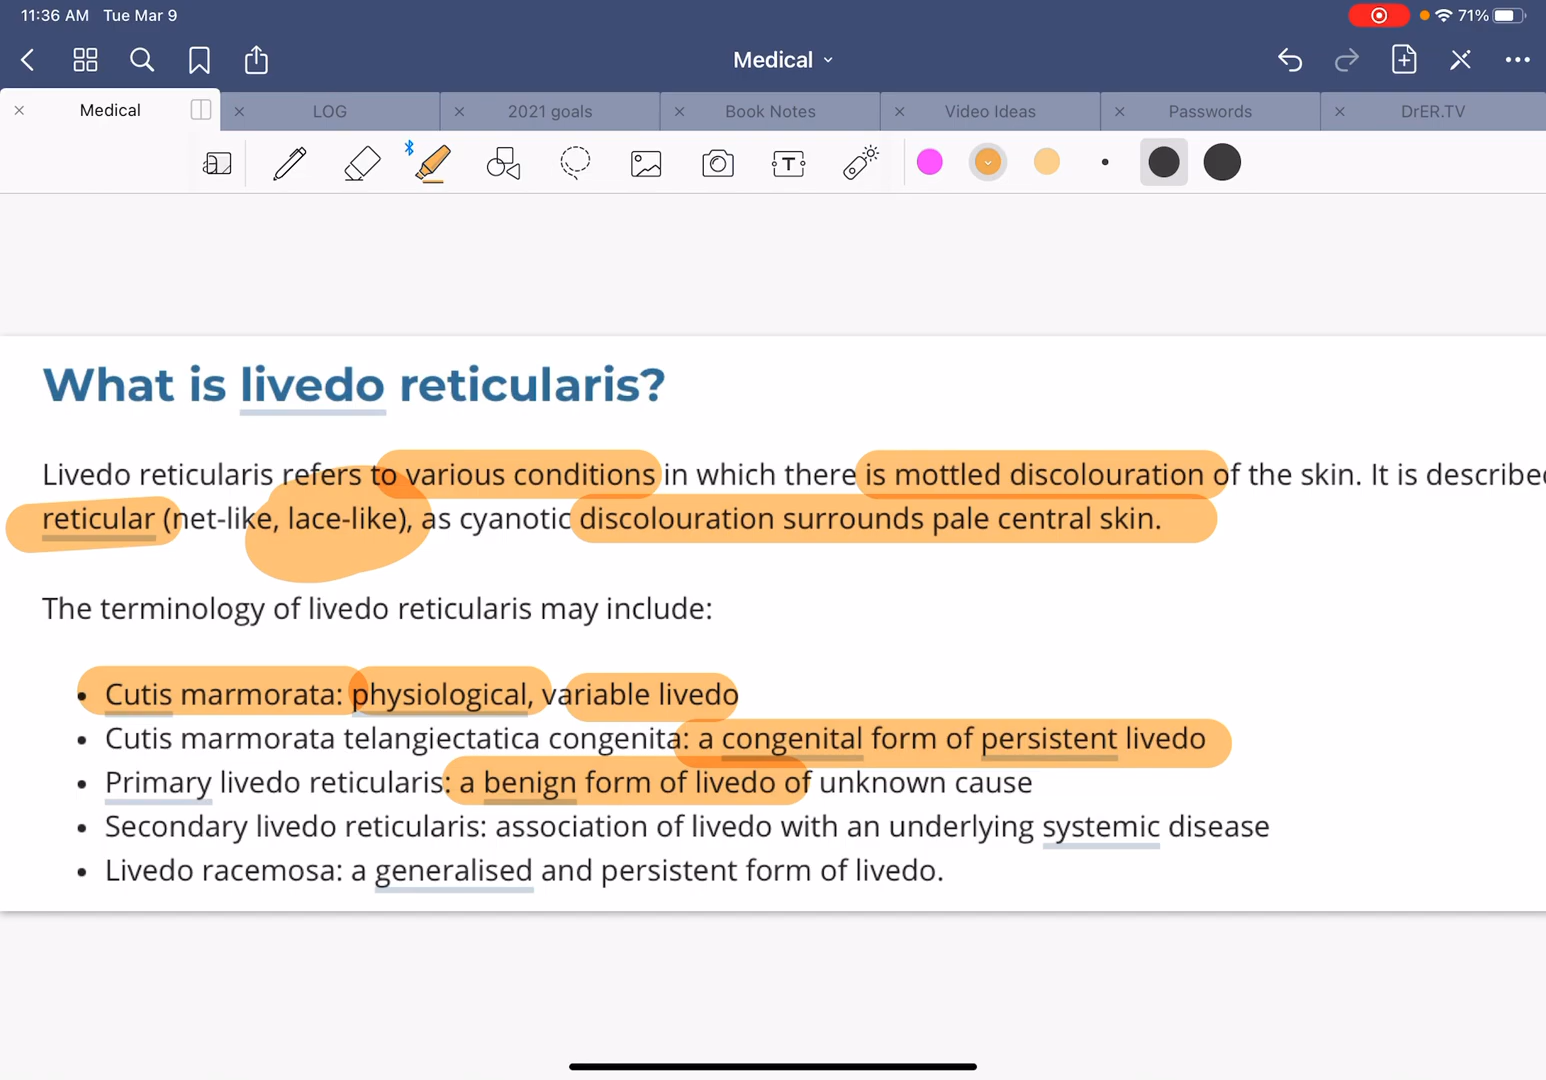 11:36 AM Tue Mar 9
71%
Medical
Medical
LOG
2021 goals
Book Notes
Video Ideas
Passwords
DrER.TV
What is livedo reticularis?
Livedo reticularis refers to various conditions in which there is mottled discolouration of the skin. It is described
reticular (net-like, lace-like), as cyanotic discolouration surrounds pale central skin.
The terminology of livedo reticularis may include:
• Cutis marmorata: physiological, variable livedo
• Cutis marmorata telangiectatica congenita: a congenital form of persistent livedo
• Primary livedo reticularis: a benign form of livedo of unknown cause
• Secondary livedo reticularis: association of livedo with an underlying systemic disease
• Livedo racemosa: a generalised and persistent form of livedo.